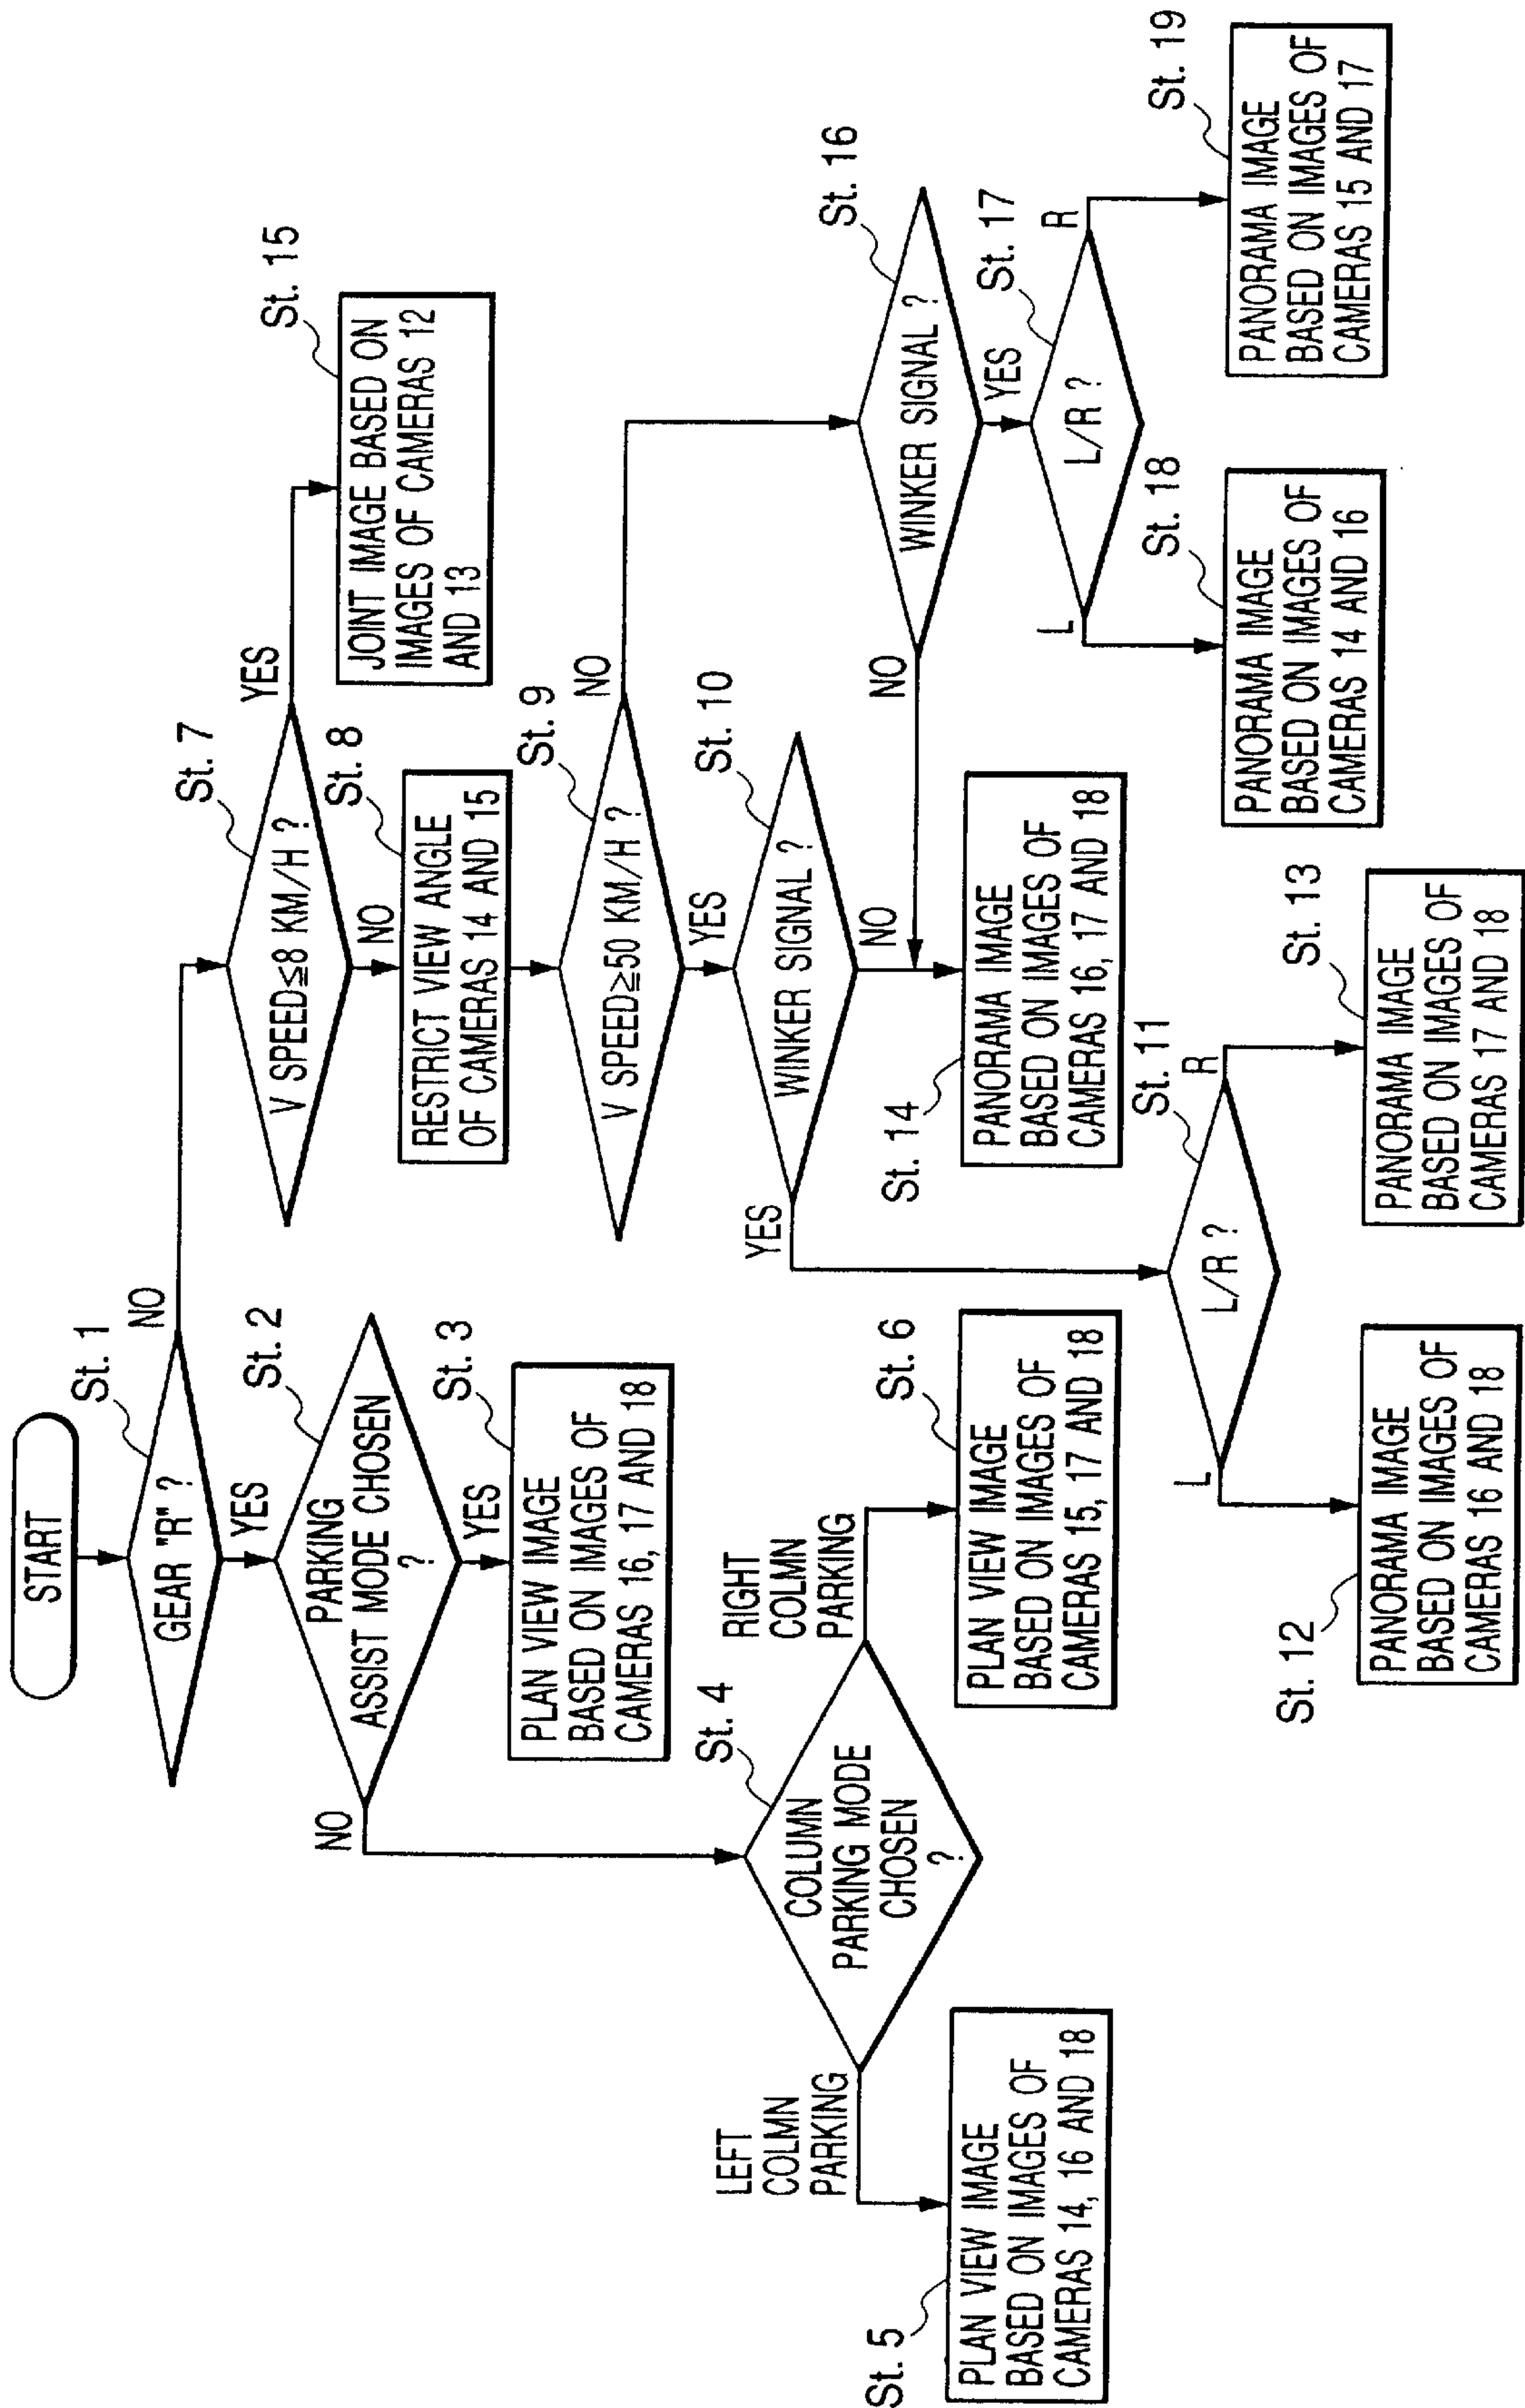 START
St. 1
GEAR "R" ?
NO
YES
St. 2
PARKING
ASSIST MODE CHOSEN
?
NO
YES
St. 3
PLAN VIEW IMAGE
BASED ON IMAGES OF
CAMERAS 16, 17 AND 18
St. 4
COLUMN
PARKING MODE
CHOSEN
?
LEFT
COLMN
PARKING
RIGHT
COLMN
PARKING
St. 5
PLAN VIEW IMAGE
BASED ON IMAGES OF
CAMERAS 14, 16 AND 18
St. 6
PLAN VIEW IMAGE
BASED ON IMAGES OF
CAMERAS 15, 17 AND 18
St. 7
V SPEED≦8 KM/H ?
YES
NO
St. 15
JOINT IMAGE BASED ON
IMAGES OF CAMERAS 12
AND 13
St. 8
RESTRICT VIEW ANGLE
OF CAMERAS 14 AND 15
St. 9
V SPEED≧50 KM/H ?
NO
YES
St. 10
WINKER SIGNAL ?
YES
NO
St. 14
PANORAMA IMAGE
BASED ON IMAGES OF
CAMERAS 16, 17 AND 18
St. 11
L/R ?
L
R
St. 12
PANORAMA IMAGE
BASED ON IMAGES OF
CAMERAS 16 AND 18
St. 13
PANORAMA IMAGE
BASED ON IMAGES OF
CAMERAS 17 AND 18
St. 16
WINKER SIGNAL ?
NO
YES
St. 17
L/R ?
L
R
St. 18
PANORAMA IMAGE
BASED ON IMAGES OF
CAMERAS 14 AND 16
St. 19
PANORAMA IMAGE
BASED ON IMAGES OF
CAMERAS 15 AND 17